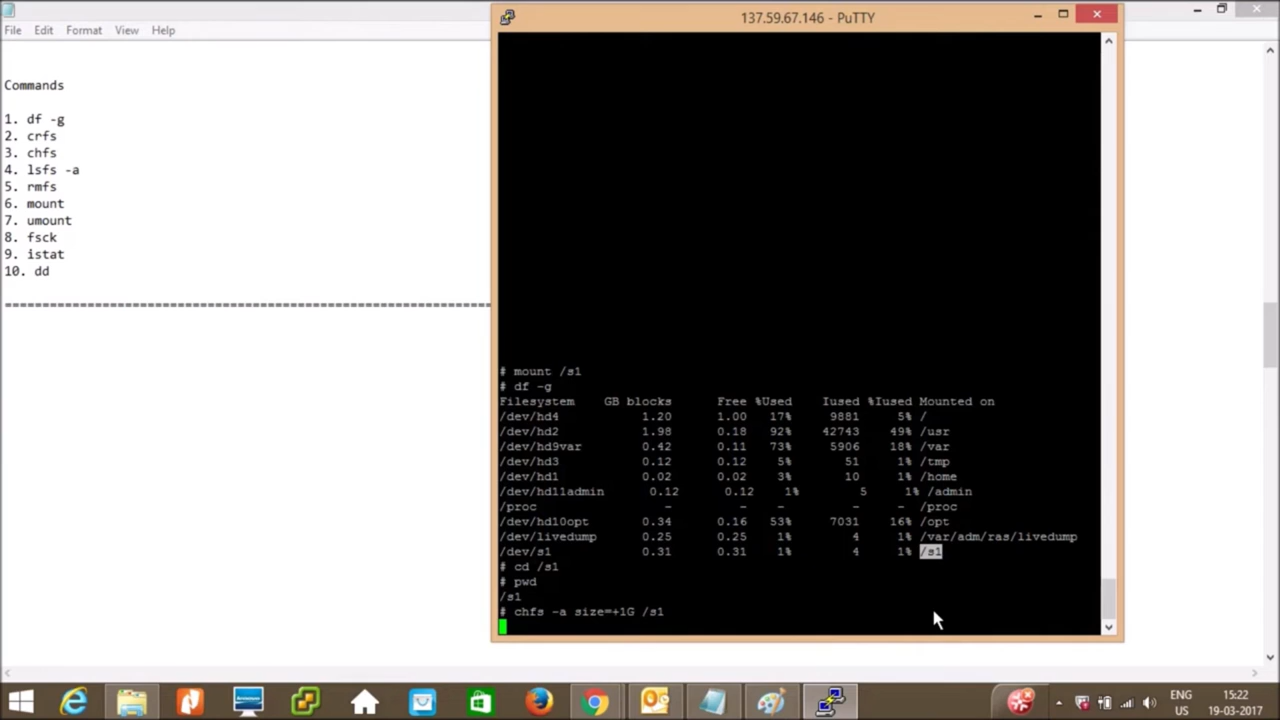 137.59.67.146 - PuTTY
File Edit Format View Help
Commands
1. df -g
2. crfs
3. chfs
4. lsfs -a
5. rmfs
6. mount
7. umount
8. fsck
9. istat
10. dd
================================================================
# mount /s1
# df -g
Filesystem GB blocks Free %Used Iused %Iused Mounted on
/dev/hd4 1.20 1.00 17% 9881 5% /
/dev/hd2 1.98 0.18 92% 42743 49% /usr
/dev/hd9var 0.42 0.11 73% 5906 18% /var
/dev/hd3 0.12 0.12 5% 51 1% /tmp
/dev/hd1 0.02 0.02 3% 10 1% /home
/dev/hd11admin 0.12 0.12 1% 5 1% /admin
/proc - - - - - /proc
/dev/hd10opt 0.34 0.16 53% 7031 16% /opt
/dev/livedump 0.25 0.25 1% 4 1% /var/adm/ras/livedump
/dev/s1 0.31 0.31 1% 4 1% /s1
# cd /s1
# pwd
/s1
# chfs -a size=+1G /s1
ENG 15:22
US 19-03-2017